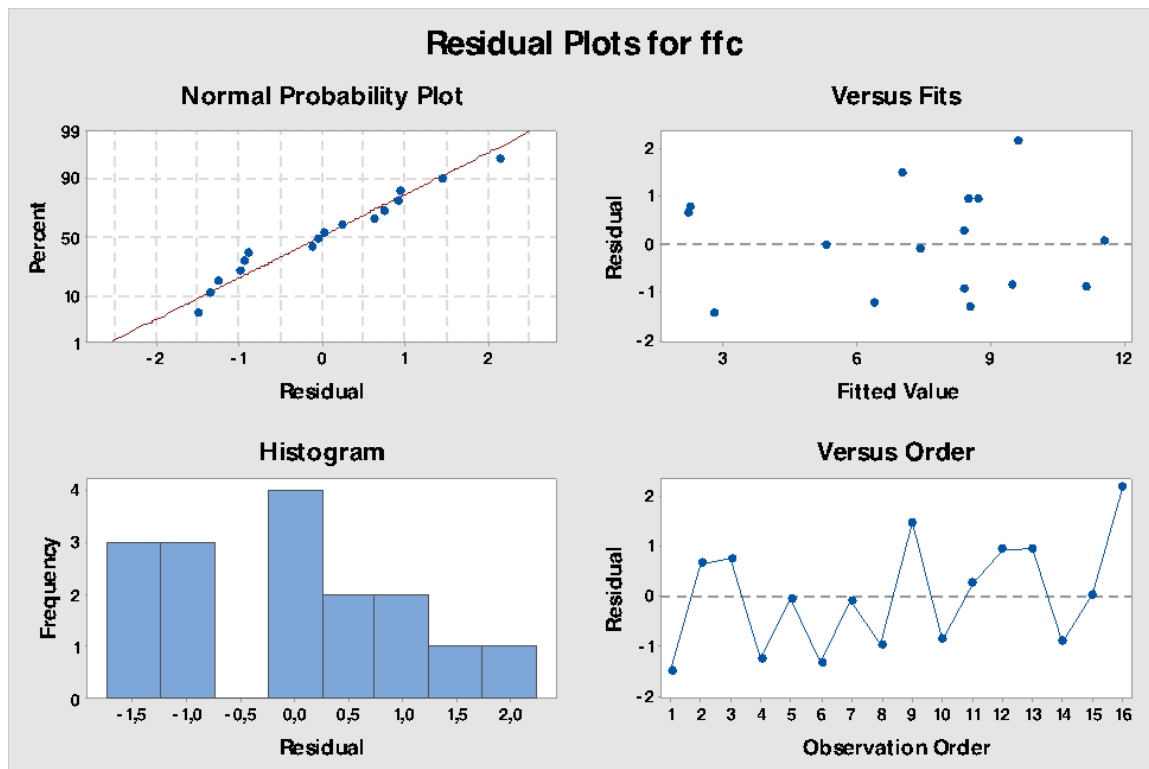 Residual Plots for ffc
Normal Probability Plot
99
90
50
10
1
Percent
-2 -1 0 1 2
Residual
Versus Fits
2
1
0
-1
-2
Residual
3 6 9 12
Fitted Value
Histogram
4
3
2
1
0
Frequency
-1,5 -1,0 -0,5 0,0 0,5 1,0 1,5 2,0
Residual
Versus Order
2
1
0
-1
-2
Residual
1 2 3 4 5 6 7 8 9 10 11 12 13 14 15 16
Observation Order